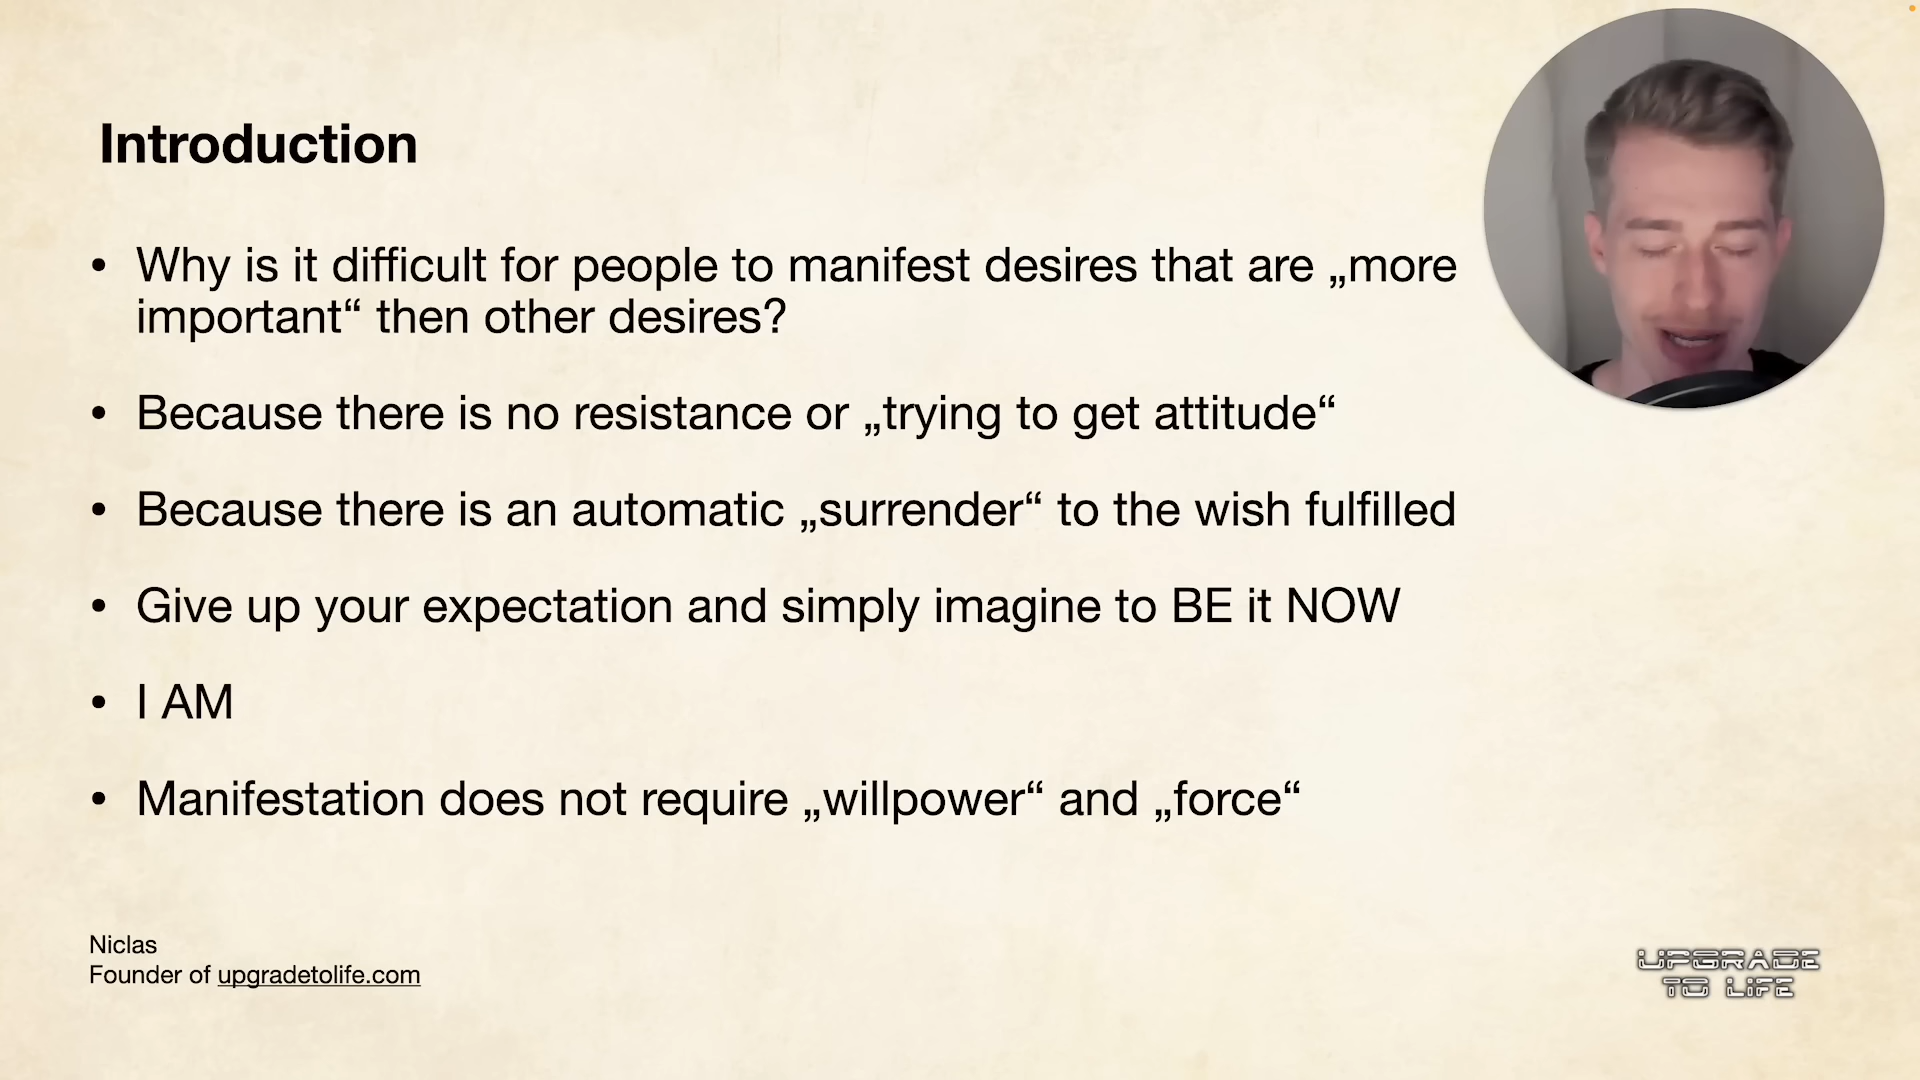 Introduction
• Why is it difficult for people to manifest desires that are „more
important“ then other desires?
• Because there is no resistance or „trying to get attitude“
• Because there is an automatic „surrender“ to the wish fulfilled
• Give up your expectation and simply imagine to BE it NOW
• I AM
• Manifestation does not require „willpower“ and „force“
Niclas
Founder of upgradetolife.com
UPGRADE
TO LIFE